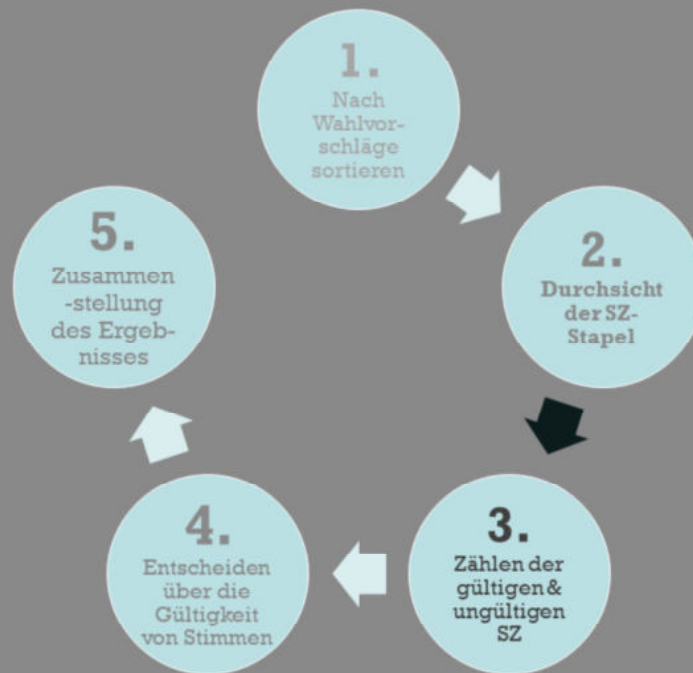 1.
Nach
Wahlvor-
schläge
sortieren
2.
Durchsicht
der SZ-
Stapel
3.
Zählen der
gültigen &
ungültigen
SZ
4.
Entscheiden
über die
Gültigkeit
von Stimmen
5.
Zusammen
-stellung
des Ergeb-
nisses